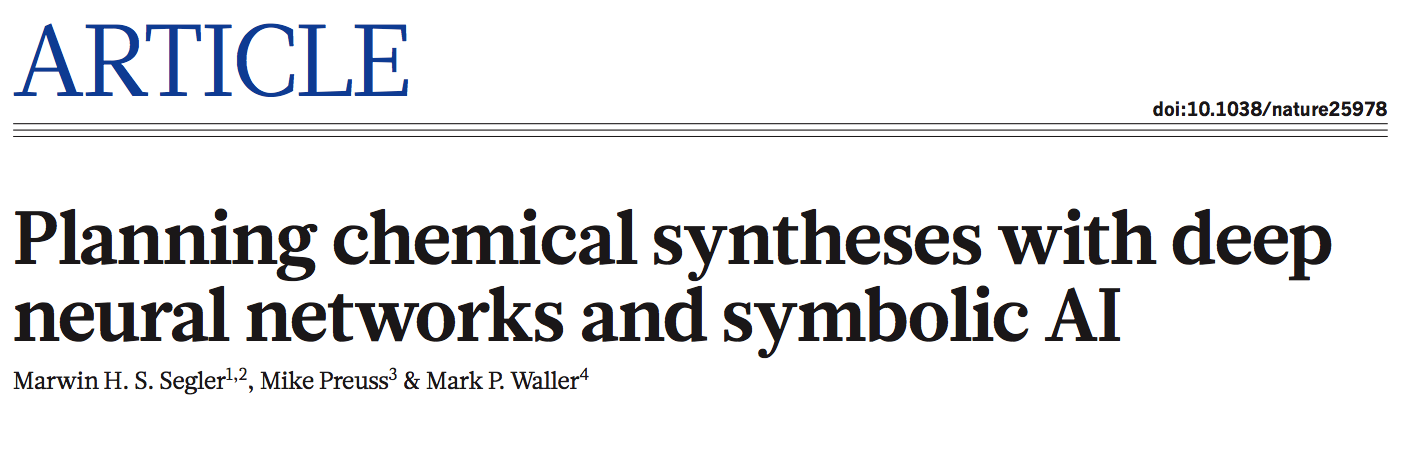 ARTICLE
doi:10.1038/nature25978
Planning chemical syntheses with deep
neural networks and symbolic AI
Marwin H. S. Segler1,2, Mike Preuss3 & Mark P. Waller4